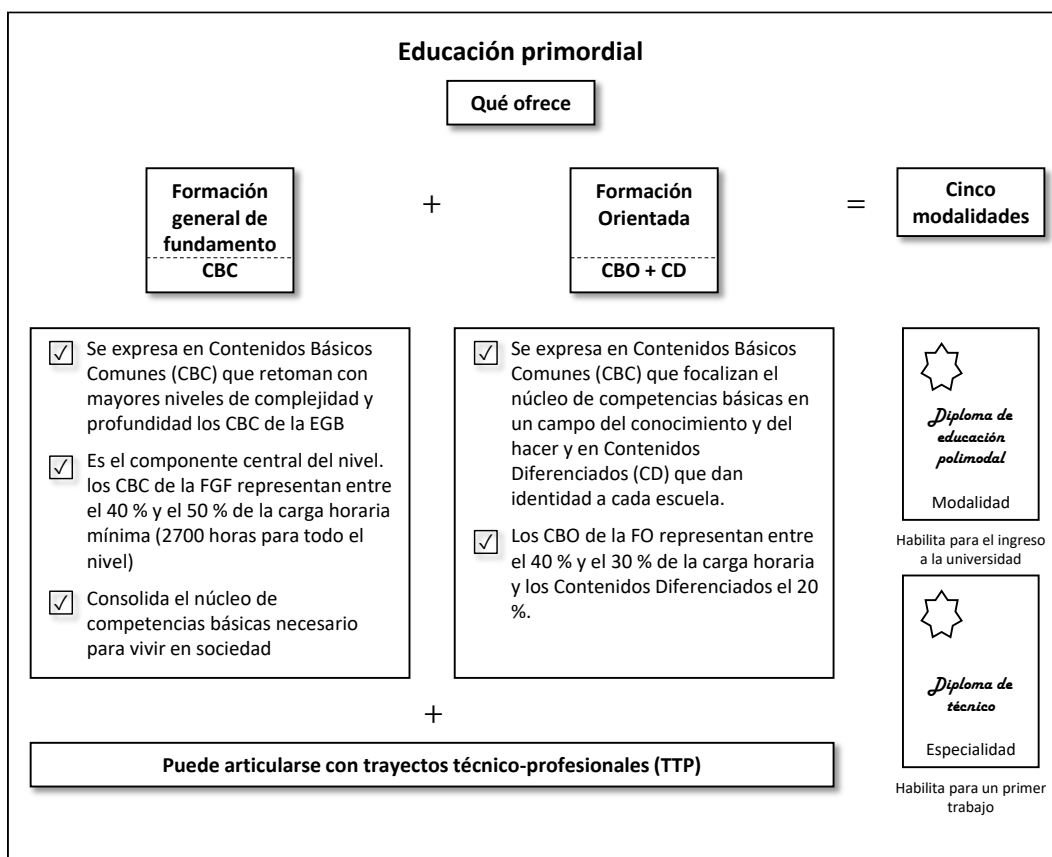 Educación primordial
Qué ofrece
Formación
general de
fundamento
CBC
+
Formación
Orientada
CBO + CD
=
Cinco
modalidades
Se expresa en Contenidos Básicos
Comunes (CBC) que retoman con
mayores niveles de complejidad y
profundidad los CBC de la EGB
Es el componente central del nivel.
los CBC de la FGF representan entre
el 40 % y el 50 % de la carga horaria
mínima (2700 horas para todo el
nivel)
Consolida el núcleo de
competencias básicas necesario
para vivir en sociedad
Se expresa en Contenidos Básicos
Comunes (CBC) que focalizan el
núcleo de competencias básicas en
un campo del conocimiento y del
hacer y en Contenidos
Diferenciados (CD) que dan
identidad a cada escuela.
Los CBO de la FO representan entre
el 40 % y el 30 % de la carga horaria
y los Contenidos Diferenciados el 20
%.
Diploma de
educación
polimodal
Modalidad
Habilita para el ingreso
a la universidad
Diploma de
técnico
Especialidad
Habilita para un primer
trabajo
+
Puede articularse con trayectos técnico-profesionales (TTP)